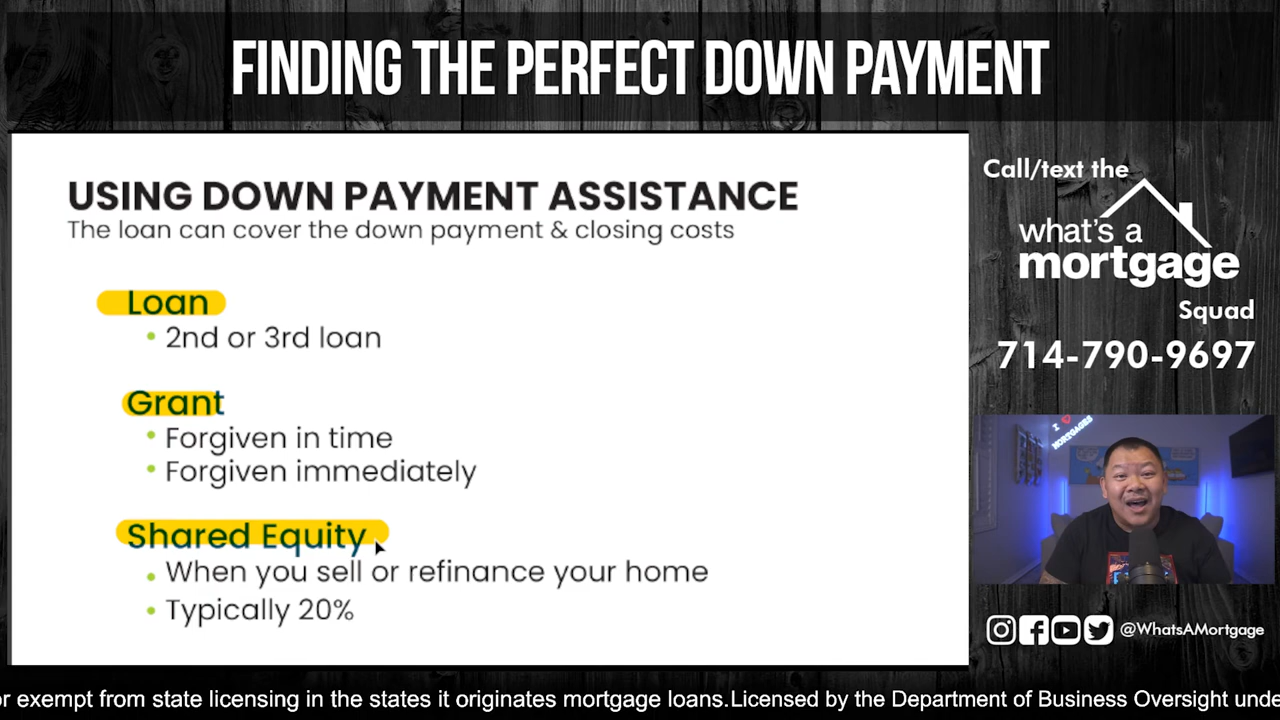 FINDING THE PERFECT DOWN PAYMENT
USING DOWN PAYMENT ASSISTANCE
The loan can cover the down payment & closing costs
Loan
• 2nd or 3rd loan
Grant
• Forgiven in time
• Forgiven immediately
Shared Equity
• When you sell or refinance your home
• Typically 20%
Call/text the
what's a
mortgage
Squad
714-790-9697
I ❤ MORTGAGES
@WhatsAMortgage
or exempt from state licensing in the states it originates mortgage loans.Licensed by the Department of Business Oversight unde